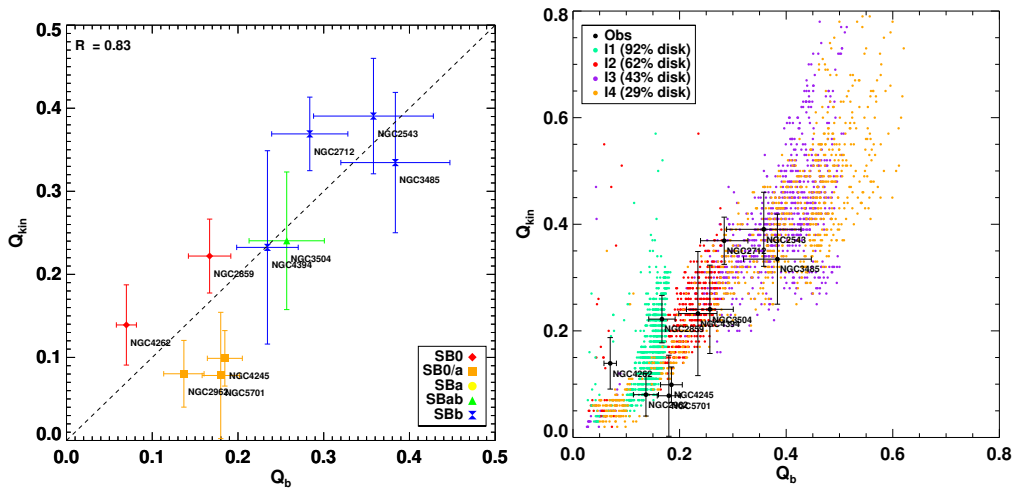 R = 0.83
0.5
0.4
0.3
0.2
0.1
0.0
Q_kin
NGC2543
NGC2712
NGC3485
NGC3504
NGC4394
NGC2859
NGC4262
NGC4245
NGC2962
NGC5701
SB0
SB0/a
SBa
SBab
SBb
0.0 0.1 0.2 0.3 0.4 0.5
Q_b
0.8
0.6
0.4
0.2
0.0
Q_kin
Obs
I1 (92% disk)
I2 (62% disk)
I3 (43% disk)
I4 (29% disk)
NGC2543
NGC2712
NGC3485
NGC3504
NGC4394
NGC2859
NGC4262
NGC4245
NGC2962
NGC5701
0.0 0.2 0.4 0.6 0.8
Q_b